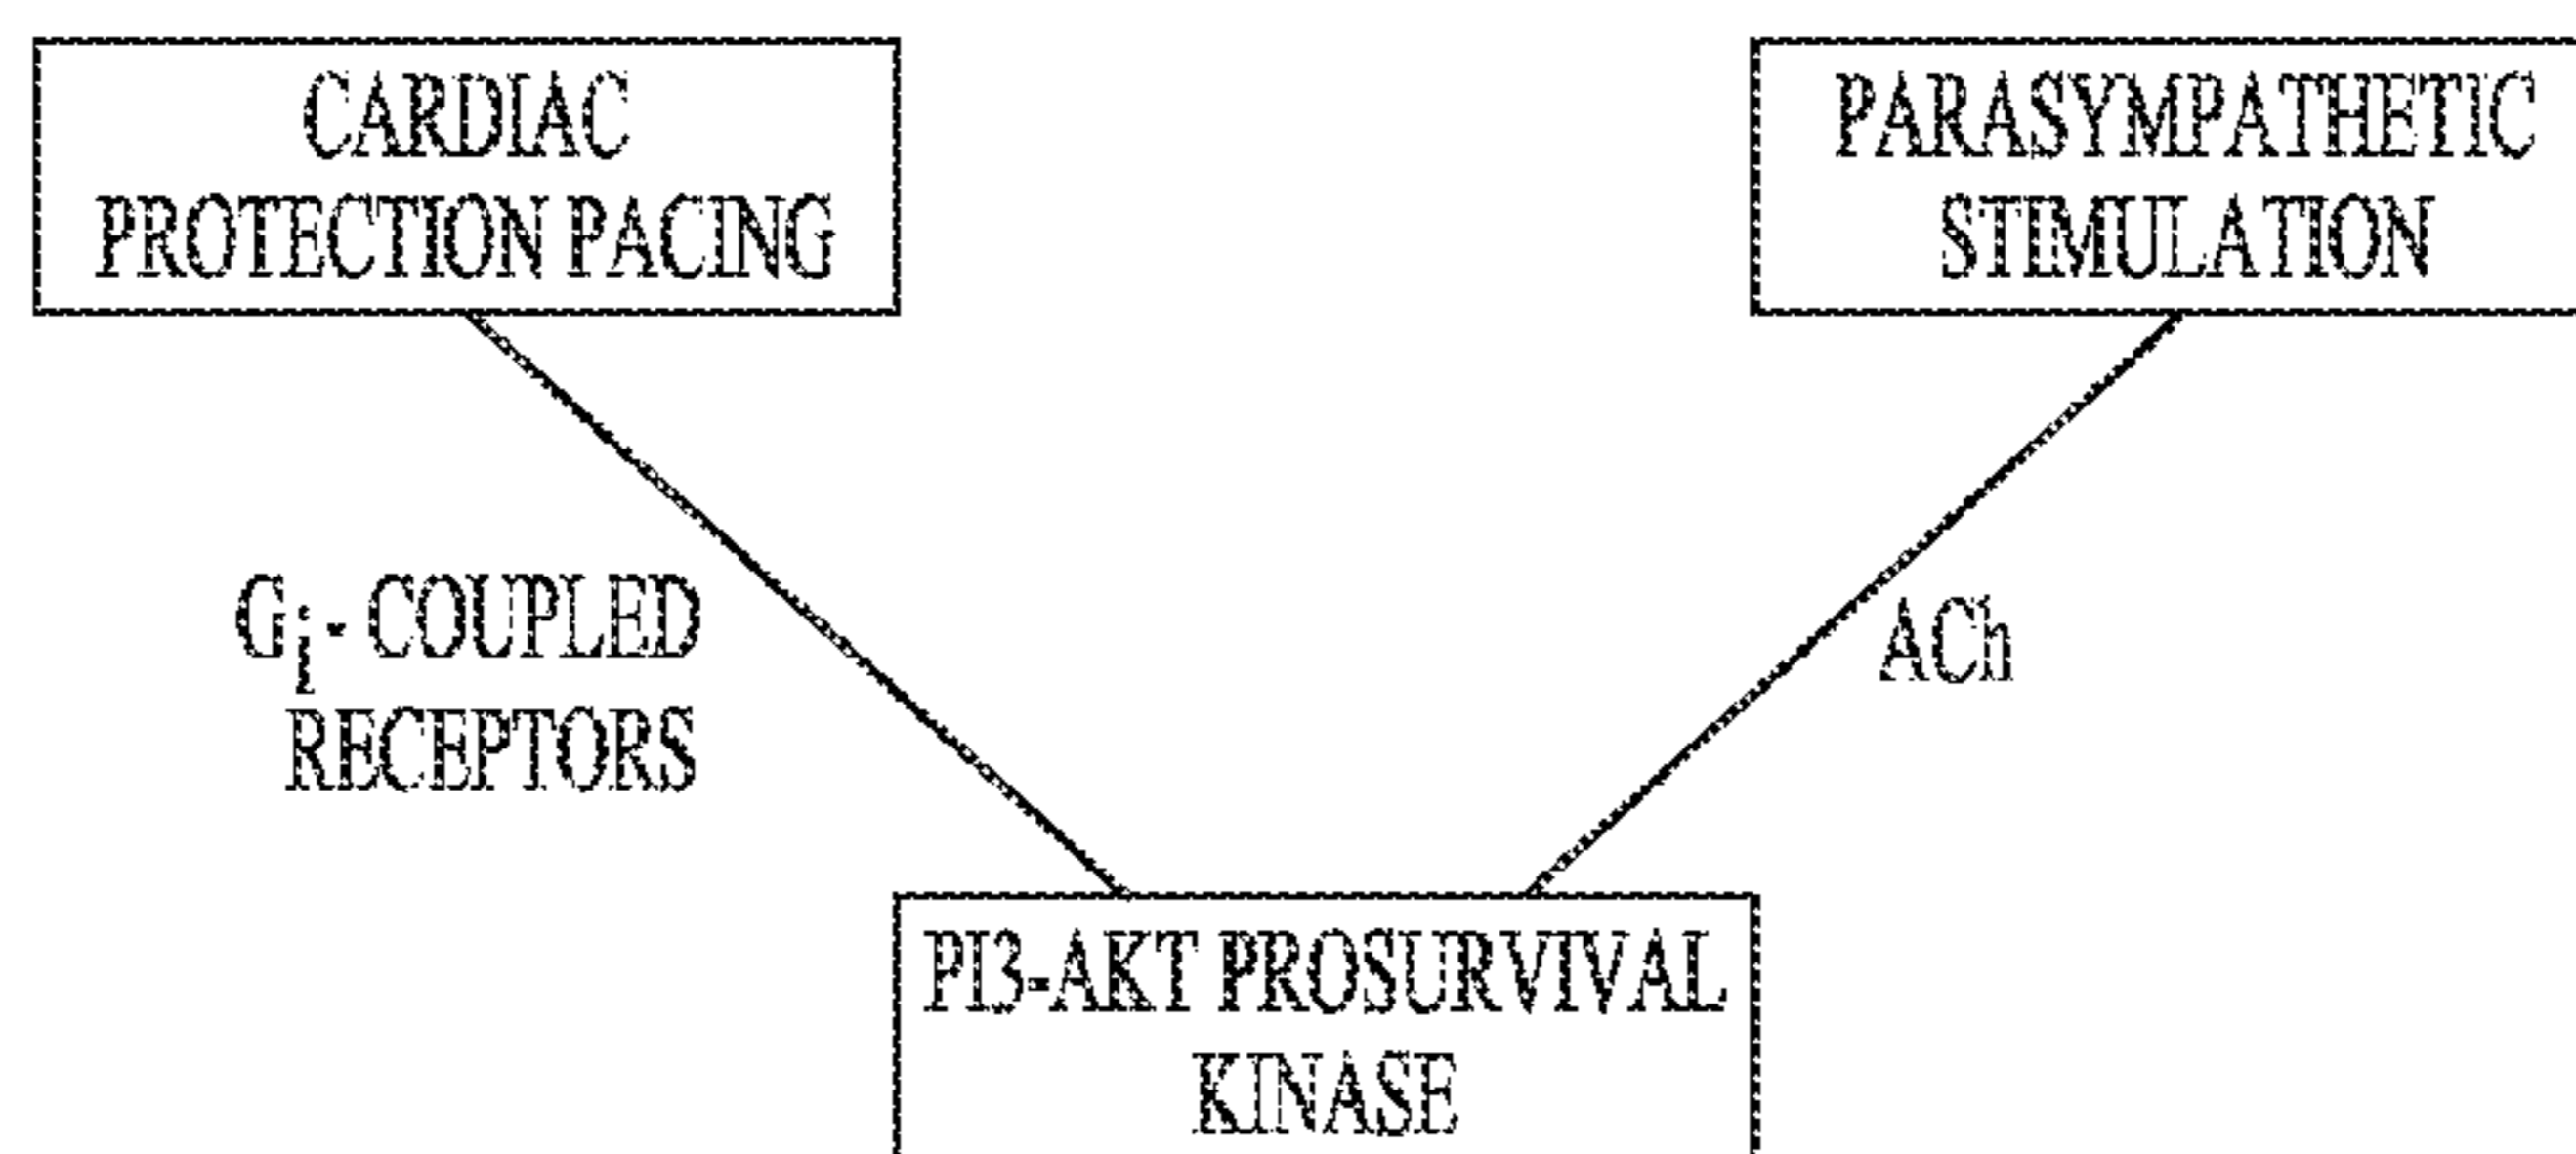 CARDIAC
PROTECTION PACING
PARASYMPATHETIC
STIMULATION
Gi - COUPLED
RECEPTORS
ACh
PI3-AKT PROSURVIVAL
KINASE